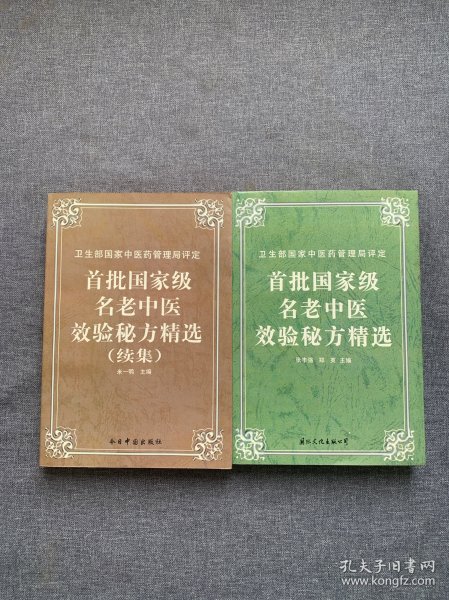 卫生部国家中医药管理局评定
首批国家级
名老中医
效验秘方精选
(续集)
米一鹗 主编
今日中国出版社
卫生部国家中医药管理局评定
首批国家级
名老中医
效验秘方精选
张丰强 郑英 主编
国际文化出版公司
孔夫子旧书网
www.kongfz.com